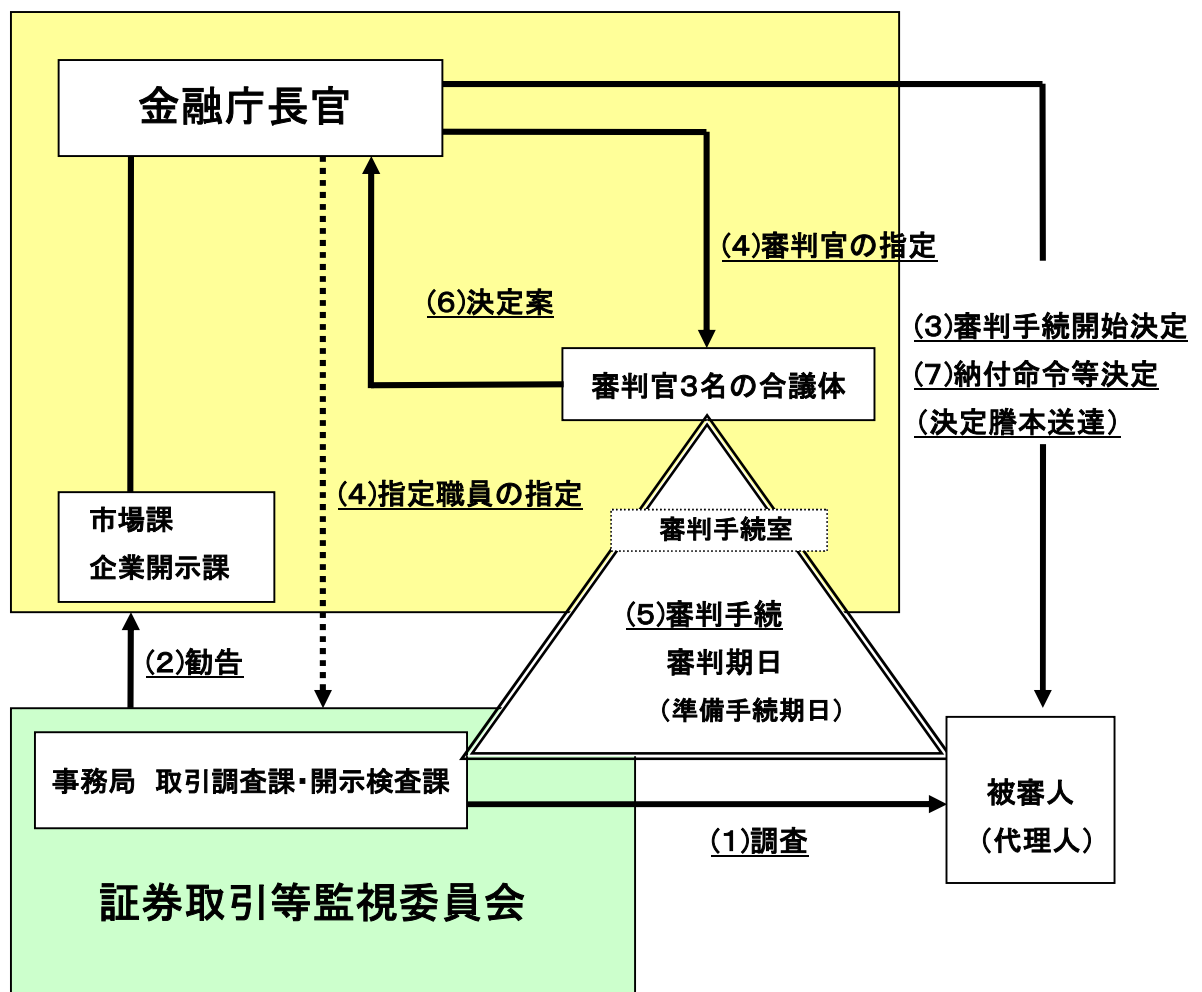 金融庁長官
(4)審判官の指定
(6)決定案
(3)審判手続開始決定
(7)納付命令等決定
（決定謄本送達）
審判官3名の合議体
(4)指定職員の指定
市場課
企業開示課
審判手続室
(5)審判手続
審判期日
（準備手続期日）
(2)勧告
事務局　取引調査課・開示検査課
被審人
（代理人）
(1)調査
証券取引等監視委員会